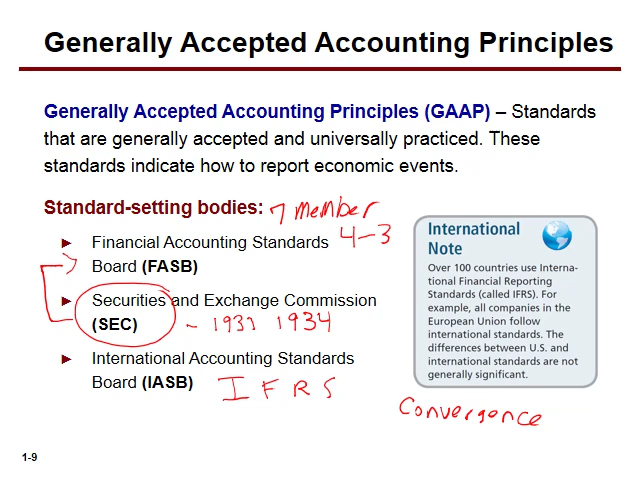 Generally Accepted Accounting Principles
Generally Accepted Accounting Principles (GAAP) – Standards
that are generally accepted and universally practiced. These
standards indicate how to report economic events.
Standard-setting bodies: 7 member
► Financial Accounting Standards 4-3
Board (FASB)
► Securities and Exchange Commission
(SEC) - 1934
► International Accounting Standards
Board (IASB) IFRS
International
Note
Over 100 countries use Interna-
tional Financial Reporting
Standards (called IFRS). For
example, all companies in the
European Union follow
international standards. The
differences between U.S. and
international standards are not
generally significant.
Convergence
1-9